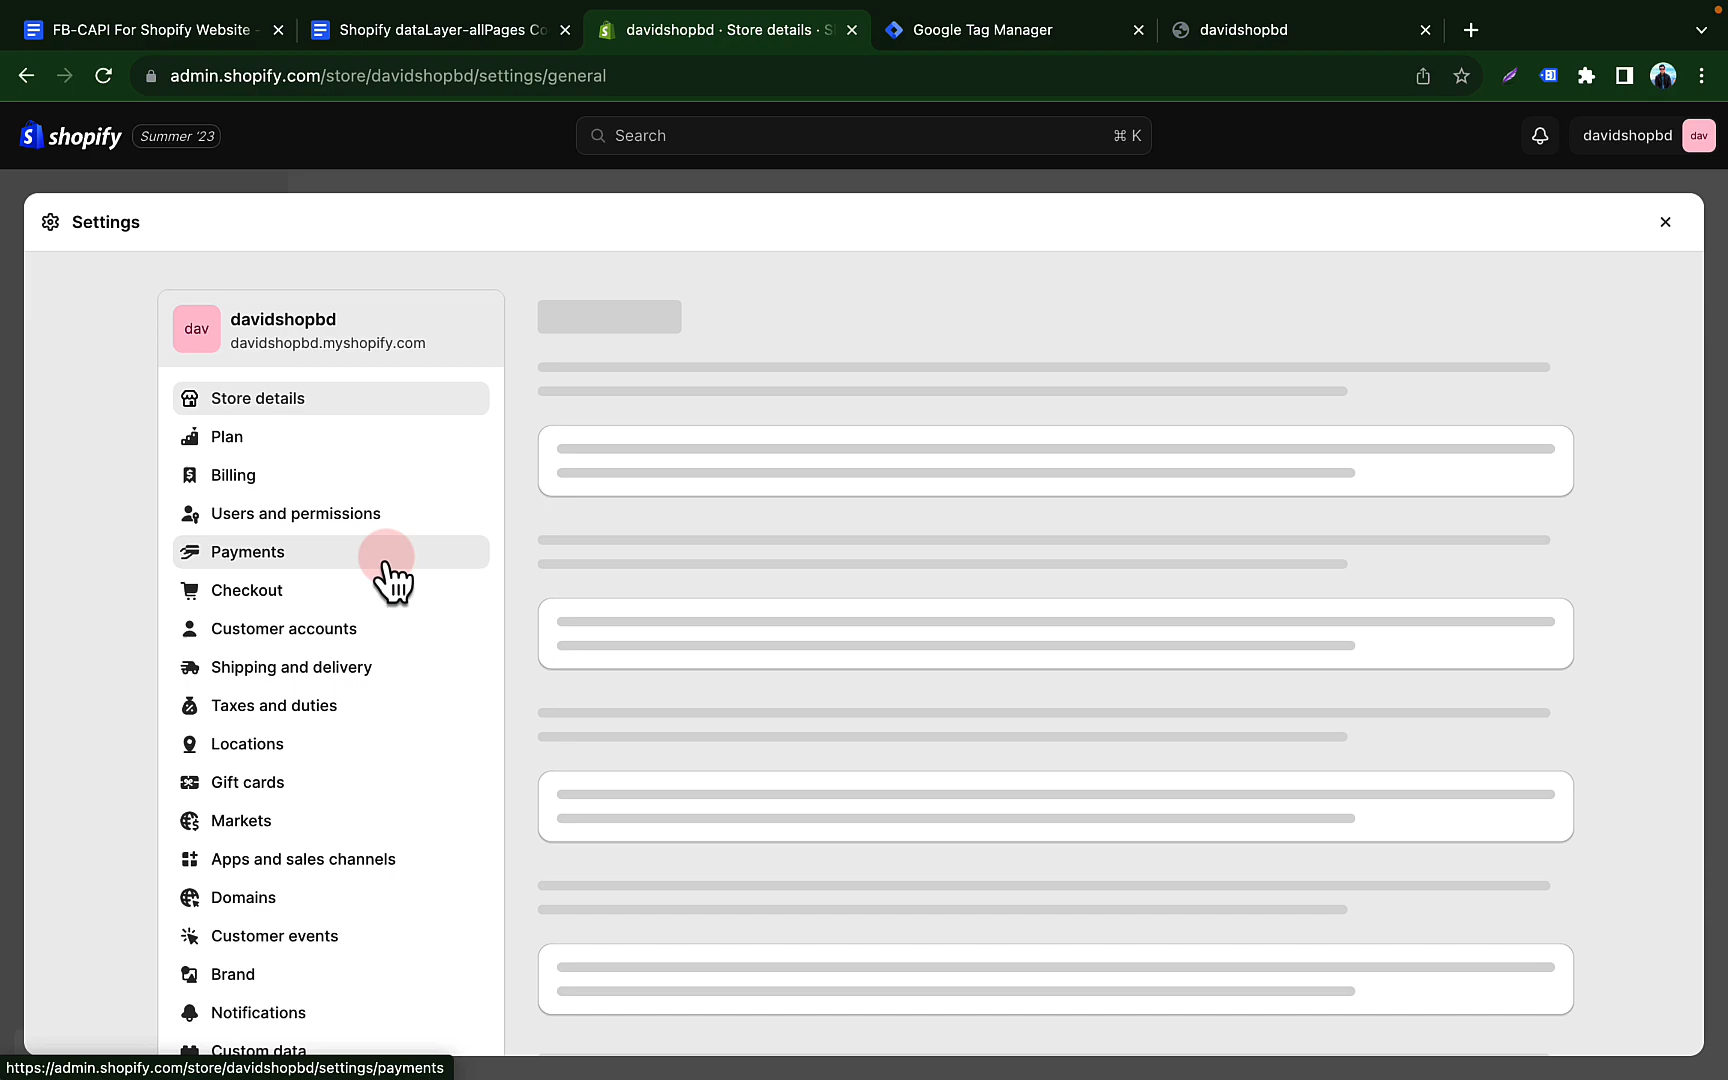 FB-CAPI For Shopify Website -
Shopify dataLayer-allPages Co
davidshopbd · Store details · S
Google Tag Manager
davidshopbd
admin.shopify.com/store/davidshopbd/settings/general
shopify
Summer '23
Search
⌘ K
davidshopbd
dav
Settings
dav
davidshopbd
davidshopbd.myshopify.com
Store details
Plan
Billing
Users and permissions
Payments
Checkout
Customer accounts
Shipping and delivery
Taxes and duties
Locations
Gift cards
Markets
Apps and sales channels
Domains
Customer events
Brand
Notifications
Custom data
https://admin.shopify.com/store/davidshopbd/settings/payments